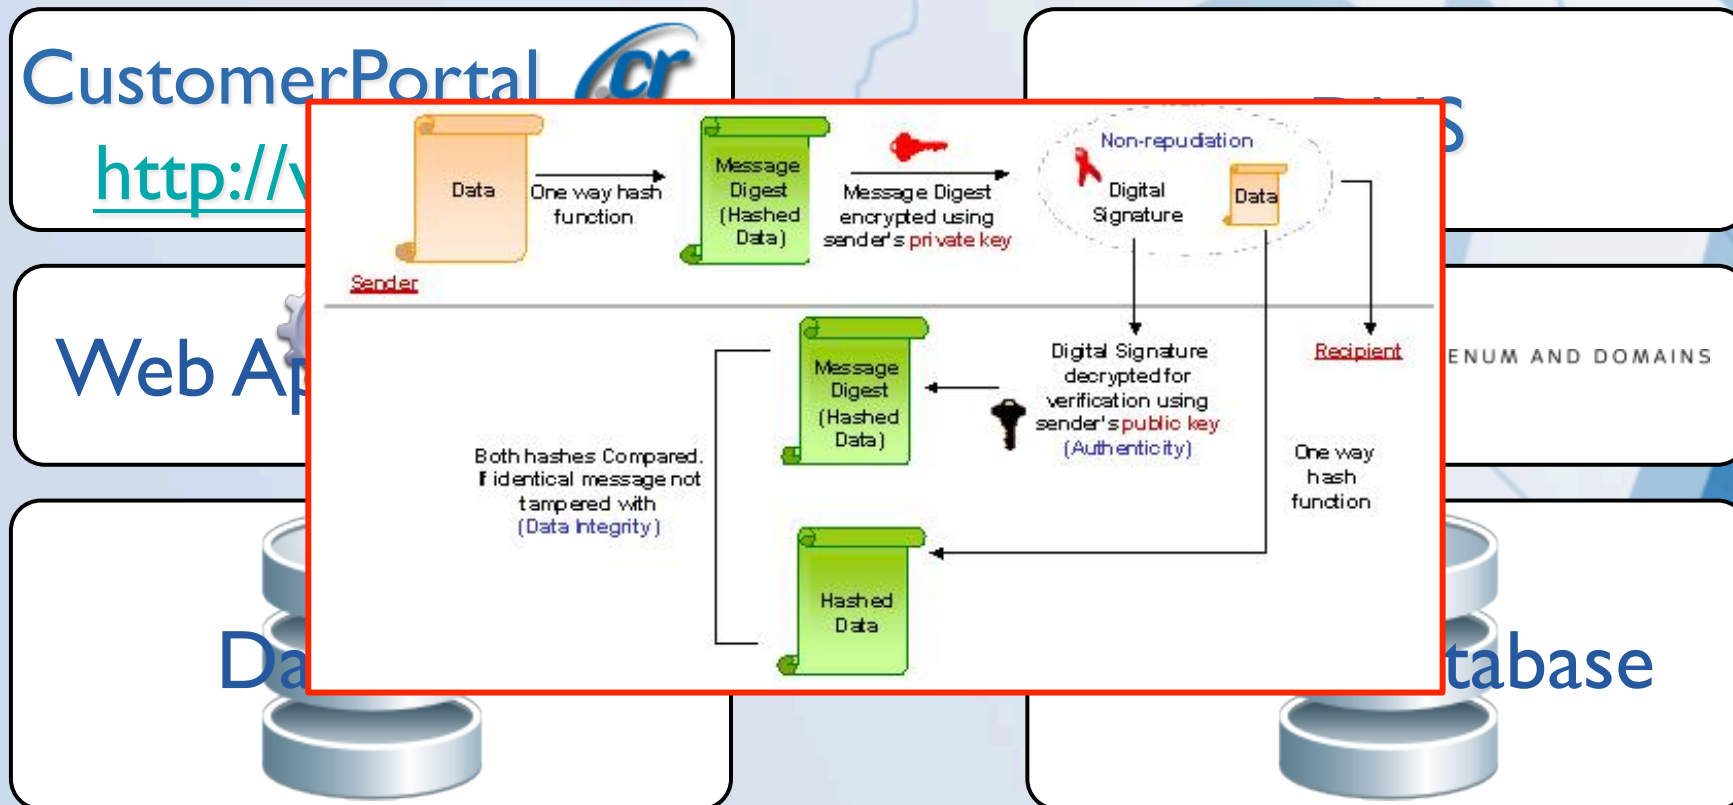 CustomerPortal
.cr
http://
Web Ap
Da
ENUM AND DOMAINS
tabase
Data
One way hash
function
Message
Digest
(Hashed
Data)
Message Digest
encrypted using
sender's private key
Non-repudiation
Digital
Signature
Data
Sender
Message
Digest
(Hashed
Data)
Digital Signature
decrypted for
verification using
sender's public key
(Authenticity)
Recipient
One way
hash
function
Both hashes Compared.
If identical message not
tampered with
(Data Integrity)
Hashed
Data